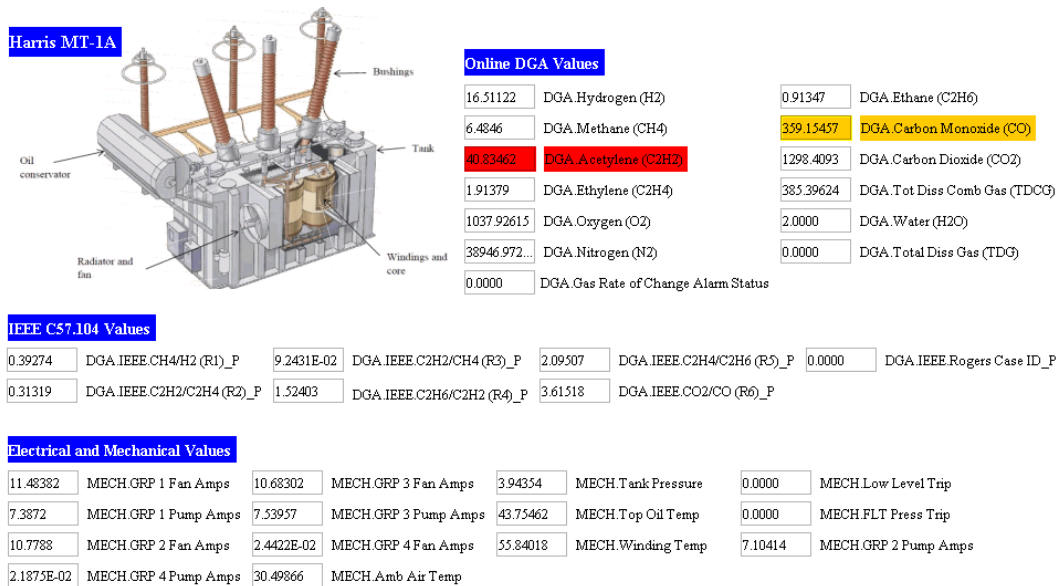 Harris MT-1A
Bushings
Tank
Oil
conservator
Radiator and
fan
Windings and
core
Online DGA Values
16.51122 DGA.Hydrogen (H2) 0.91347 DGA.Ethane (C2H6)
6.4846 DGA.Methane (CH4) 359.15457 DGA.Carbon Monoxide (CO)
40.83462 DGA.Acetylene (C2H2) 1298.4093 DGA.Carbon Dioxide (CO2)
1.91379 DGA.Ethylene (C2H4) 385.39624 DGA.Tot Diss Comb Gas (TDCG)
1037.92615 DGA.Oxygen (O2) 2.0000 DGA.Water (H2O)
38946.972... DGA.Nitrogen (N2) 0.0000 DGA.Total Diss Gas (TDG)
0.0000 DGA.Gas Rate of Change Alarm Status
IEEE C57.104 Values
0.39274 DGA.IEEE.CH4/H2 (R1)_P 9.2431E-02 DGA.IEEE.C2H2/CH4 (R3)_P 2.09507 DGA.IEEE.C2H4/C2H6 (R5)_P 0.0000 DGA.IEEE.Rogers Case ID_P
0.31319 DGA.IEEE.C2H2/C2H4 (R2)_P 1.52403 DGA.IEEE.C2H6/C2H2 (R4)_P 3.61518 DGA.IEEE.CO2/CO (R6)_P
Electrical and Mechanical Values
11.48382 MECH.GRP 1 Fan Amps 10.68302 MECH.GRP 3 Fan Amps 3.94354 MECH.Tank Pressure 0.0000 MECH.Low Level Trip
7.3872 MECH.GRP 1 Pump Amps 7.53957 MECH.GRP 3 Pump Amps 43.75462 MECH.Top Oil Temp 0.0000 MECH.FLT Press Trip
10.7788 MECH.GRP 2 Fan Amps 2.4422E-02 MECH.GRP 4 Fan Amps 55.84018 MECH.Winding Temp 7.10414 MECH.GRP 2 Pump Amps
2.1875E-02 MECH.GRP 4 Pump Amps 30.49866 MECH.Amb Air Temp